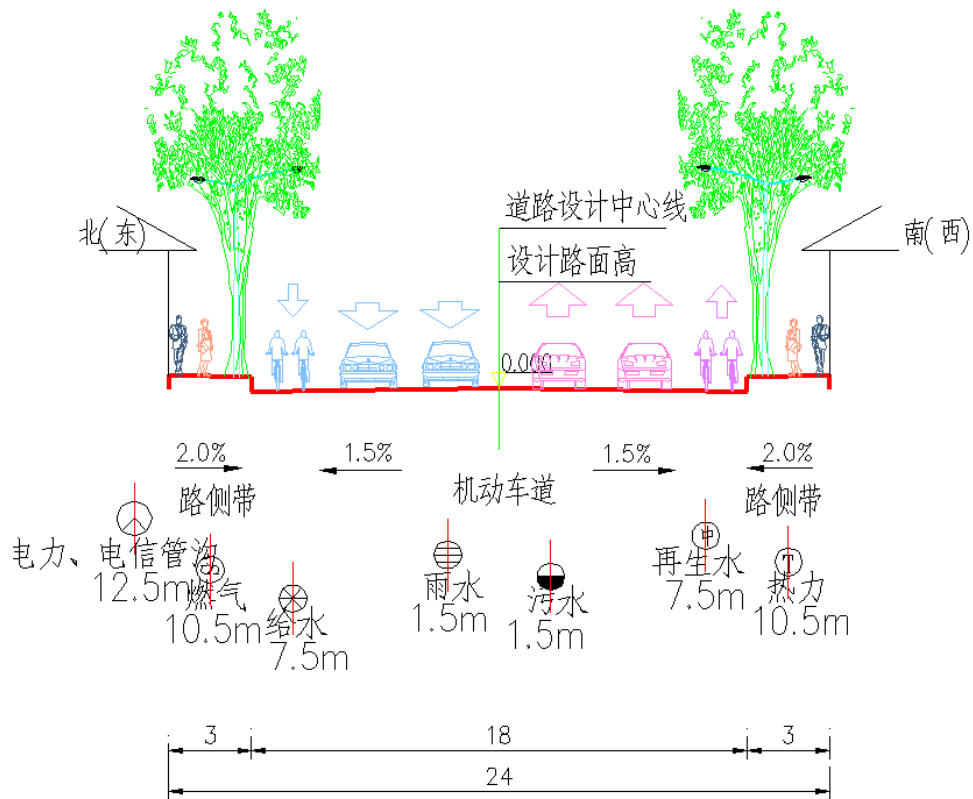 道路设计中心线
北(东)
南(西)
设计路面高
0.000
2.0%
1.5%
1.5%
2.0%
路侧带
机动车道
路侧带
电力、电信管沟
12.5m
燃气
10.5m
给水
7.5m
雨水
1.5m
污水
1.5m
中
再生水
7.5m
T
热力
10.5m
3
18
3
24